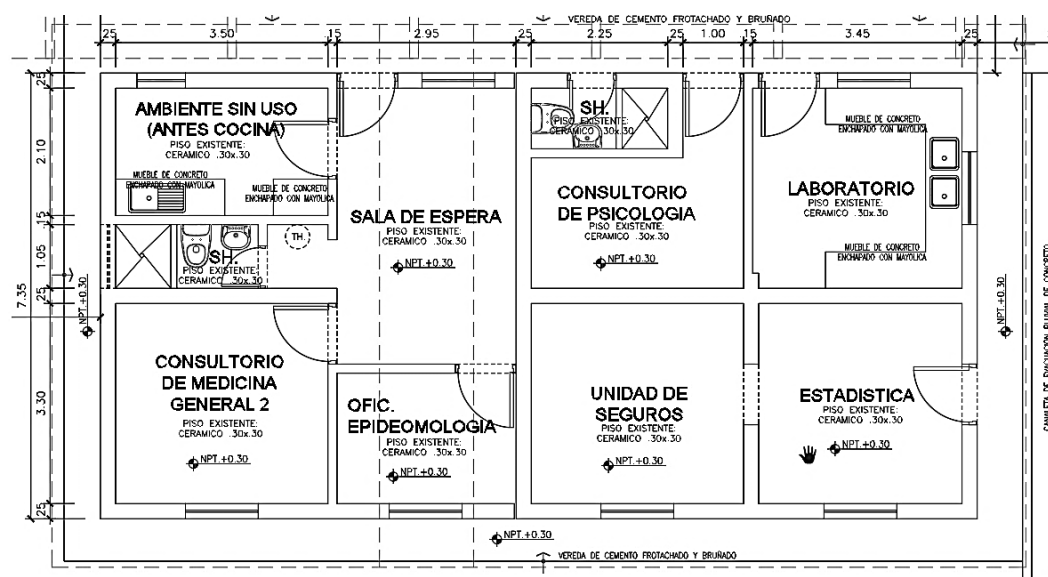 VEREDA DE CEMENTO FROTACHADO Y BRUÑADO
25 3.50 15 2.95 25 2.25 25 1.00 15 3.45 25
25
2.10
15
1.05
25
3.30
25
7.35
AMBIENTE SIN USO
(ANTES COCINA)
PISO EXISTENTE:
CERAMICO .30x.30
MUEBLE DE CONCRETO
ENCHAPADO CON MAYOLICA
MUEBLE DE CONCRETO
ENCHAPADO CON MAYOLICA
SH.
PISO EXISTENTE:
CERAMICO .30x.30
TH.
SALA DE ESPERA
PISO EXISTENTE:
CERAMICO .30x.30
NPT.+0.30
SH.
PISO EXISTENTE:
CERAMICO .30x.30
CONSULTORIO
DE PSICOLOGIA
PISO EXISTENTE:
CERAMICO .30x.30
NPT.+0.30
MUEBLE DE CONCRETO
ENCHAPADO CON MAYOLICA
LABORATORIO
PISO EXISTENTE:
CERAMICO .30x.30
MUEBLE DE CONCRETO
ENCHAPADO CON MAYOLICA
NPT.+0.30
NPT.+0.30
CONSULTORIO
DE MEDICINA
GENERAL 2
PISO EXISTENTE:
CERAMICO .30x.30
NPT.+0.30
OFIC.
EPIDEOMOLOGIA
PISO EXISTENTE:
CERAMICO .30x.30
NPT.+0.30
UNIDAD DE
SEGUROS
PISO EXISTENTE:
CERAMICO .30x.30
NPT.+0.30
ESTADISTICA
PISO EXISTENTE:
CERAMICO .30x.30
NPT.+0.30
NPT.+0.30
VEREDA DE CEMENTO FROTACHADO Y BRUÑADO
CANALETA DE EVACUACION PLUVIAL DE CONCRETO